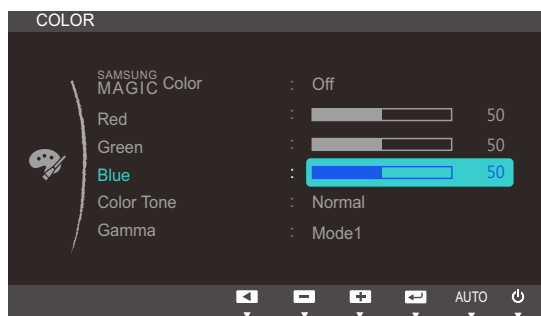 COLOR
SAMSUNG MAGIC Color : Off
Red : 50
Green : 50
Blue : 50
Color Tone : Normal
Gamma : Mode1
AUTO